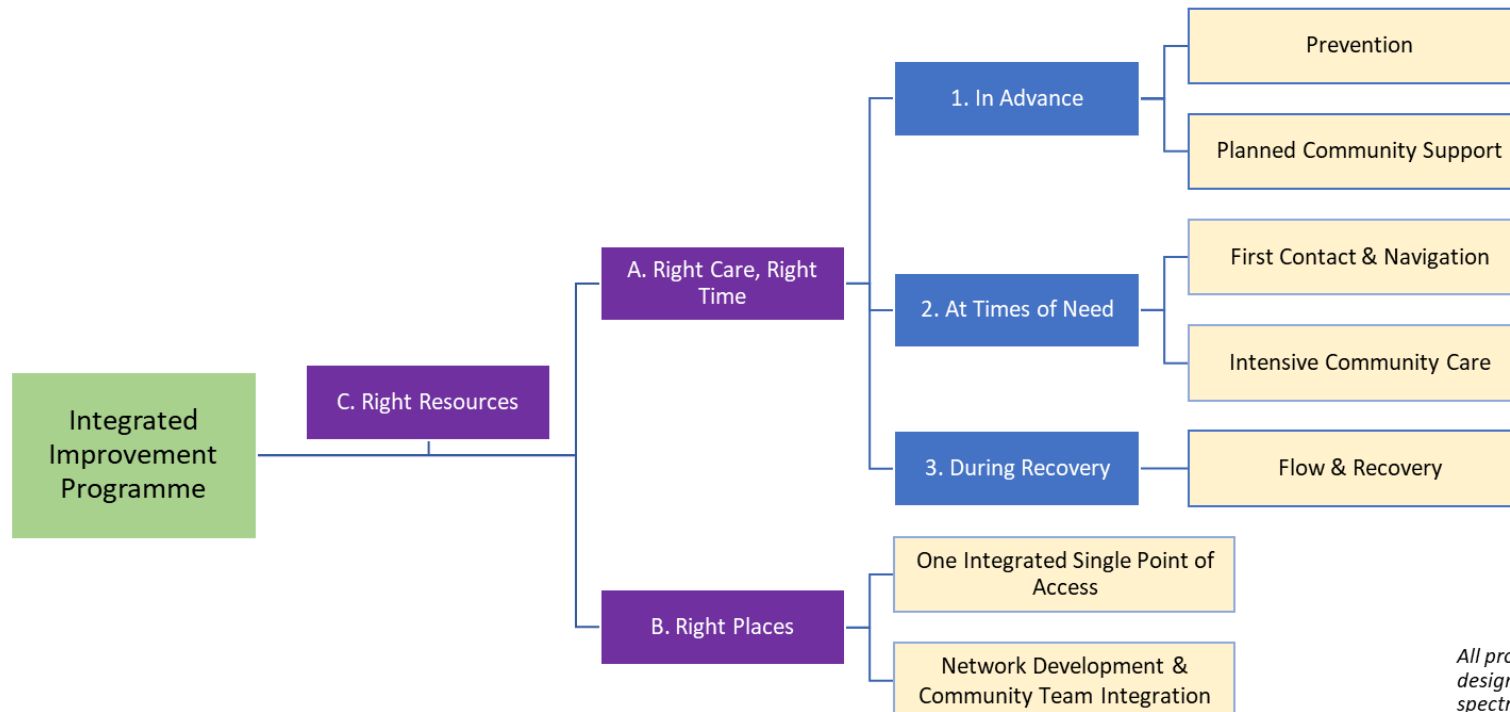 Prevention
1. In Advance
Planned Community Support
A. Right Care, Right
Time
First Contact & Navigation
2. At Times of Need
Intensive Community Care
C. Right Resources
Integrated
Improvement
Programme
3. During Recovery
Flow & Recovery
One Integrated Single Point of
Access
B. Right Places
Network Development &
Community Team Integration
All pro
design
spectr